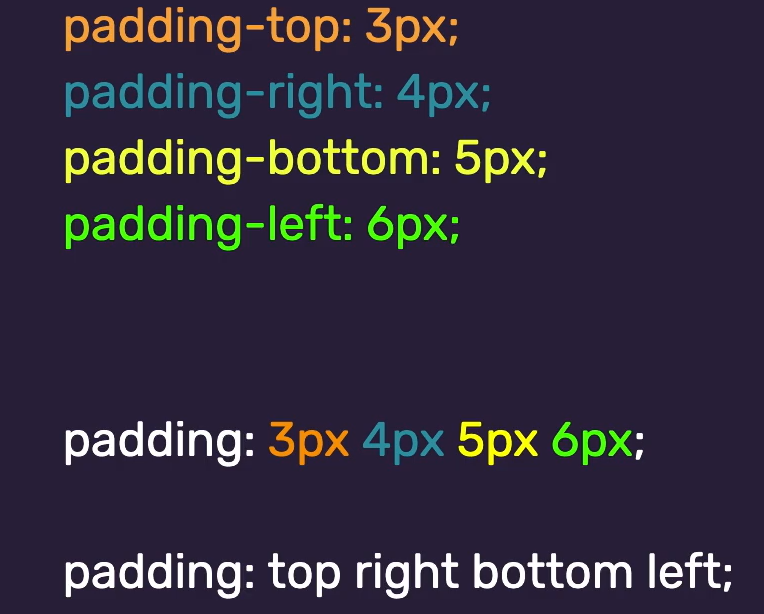 padding-top: 3px;
padding-right: 4px;
padding-bottom: 5px;
padding-left: 6px;
padding: 3px 4px 5px 6px;
padding: top right bottom left;